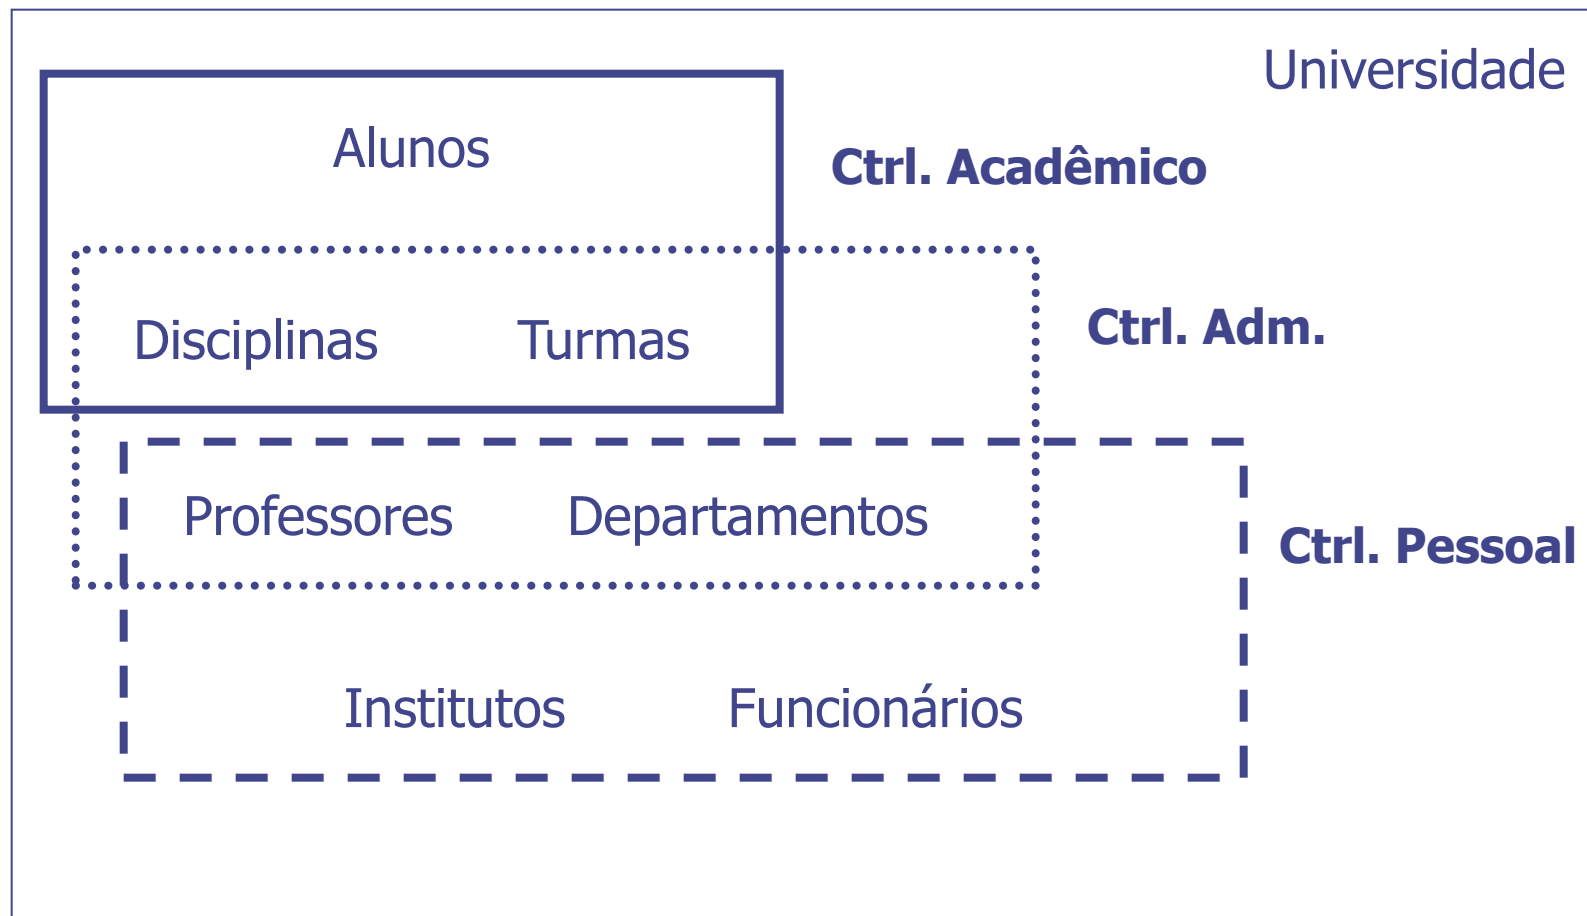 Universidade
Alunos
Ctrl. Acadêmico
Disciplinas Turmas
Ctrl. Adm.
Professores Departamentos
Ctrl. Pessoal
Institutos Funcionários